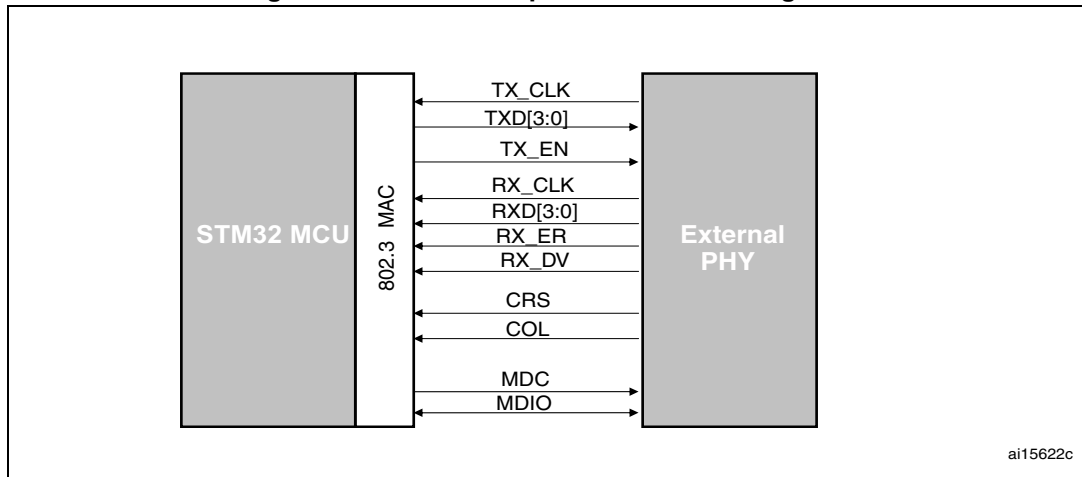 TX_CLK
TXD[3:0]
TX_EN
RX_CLK
RXD[3:0]
RX_ER
RX_DV
CRS
COL
MDC
MDIO
STM32 MCU
802.3 MAC
External
PHY
ai15622c